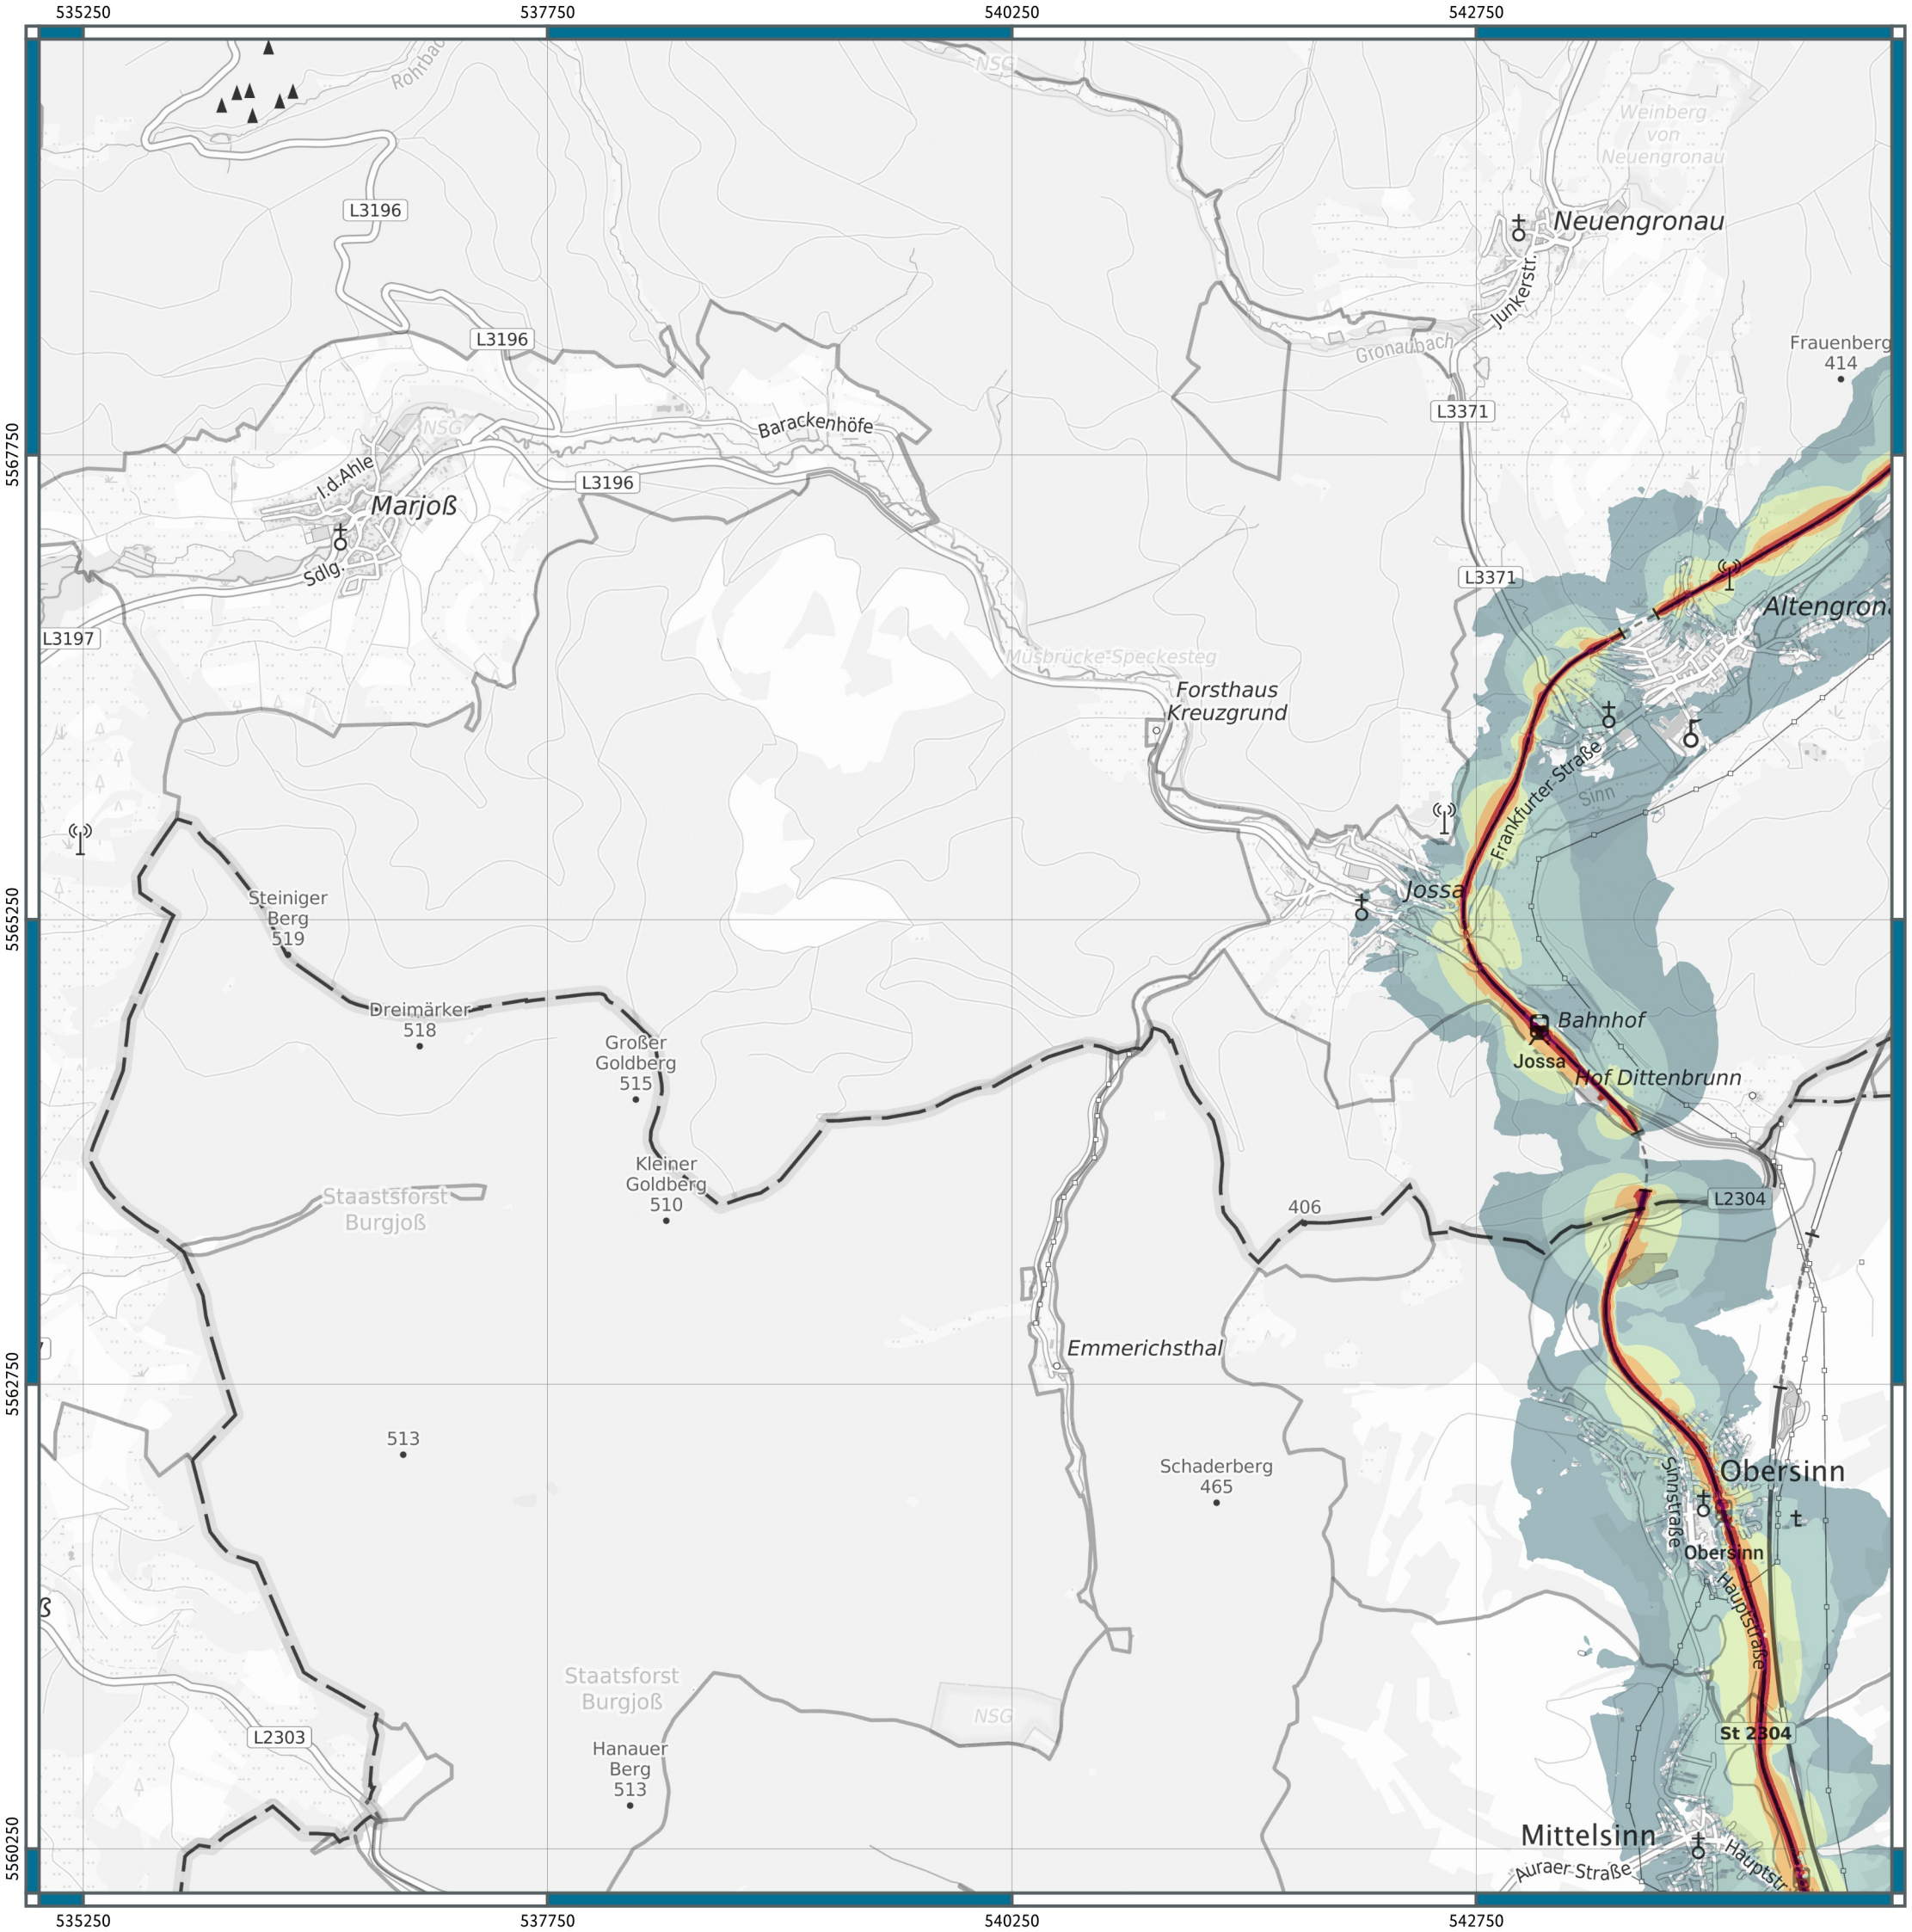 535250
537750
540250
542750
Rohrbac
NSG
Weinberg
von
Neuengronau
L3196
Neuengronau
Junkerstr.
L3196
Gronaubach
Frauenberg
414
L3371
NSG
Barackenhöfe
5567750
I.d.Ahle
L3196
Marjoß
Sdlg.
L3371
Altengrona
L3197
Müsbrücke-Speckesteg
Forsthaus
Kreuzgrund
Frankfurter-Straße
Sinn
Steiniger
Berg
519
Jossa
5565250
Dreimärker
518
Bahnhof
Großer
Goldberg
515
Jossa
Hof Dittenbrunn
Kleiner
Goldberg
510
Staastsforst
Burgjoß
406
L2304
Emmerichsthal
5562750
513
Schaderberg
465
Obersinn
Sinnstraße
Obersinn
Hauptstraße
ß
Staatsforst
Burgjoß
NSG
L2303
St 2304
Hanauer
Berg
513
Mittelsinn
5560250
Auraer Straße
Hauptstr.
535250
537750
540250
542750